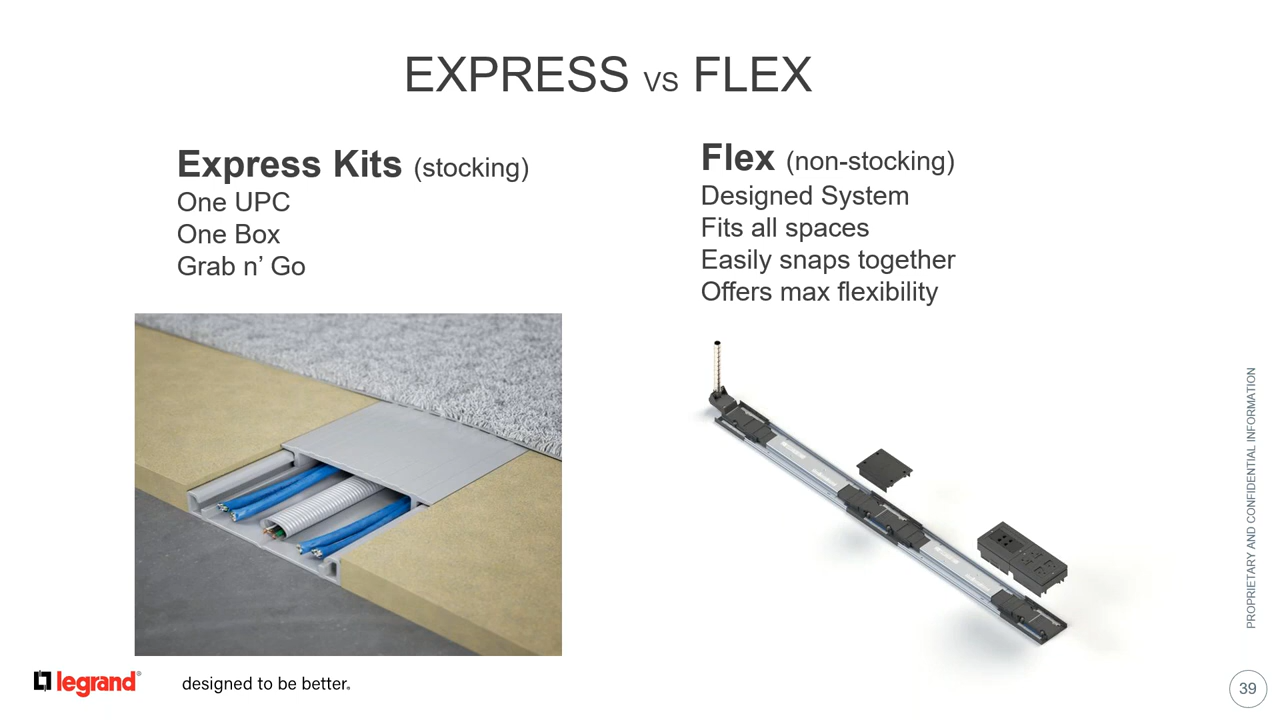 EXPRESS VS FLEX
Express Kits (stocking)
One UPC
One Box
Grab n’ Go
Flex (non-stocking)
Designed System
Fits all spaces
Easily snaps together
Offers max flexibility
PROPRIETARY AND CONFIDENTIAL INFORMATION
legrand®
designed to be better.
39